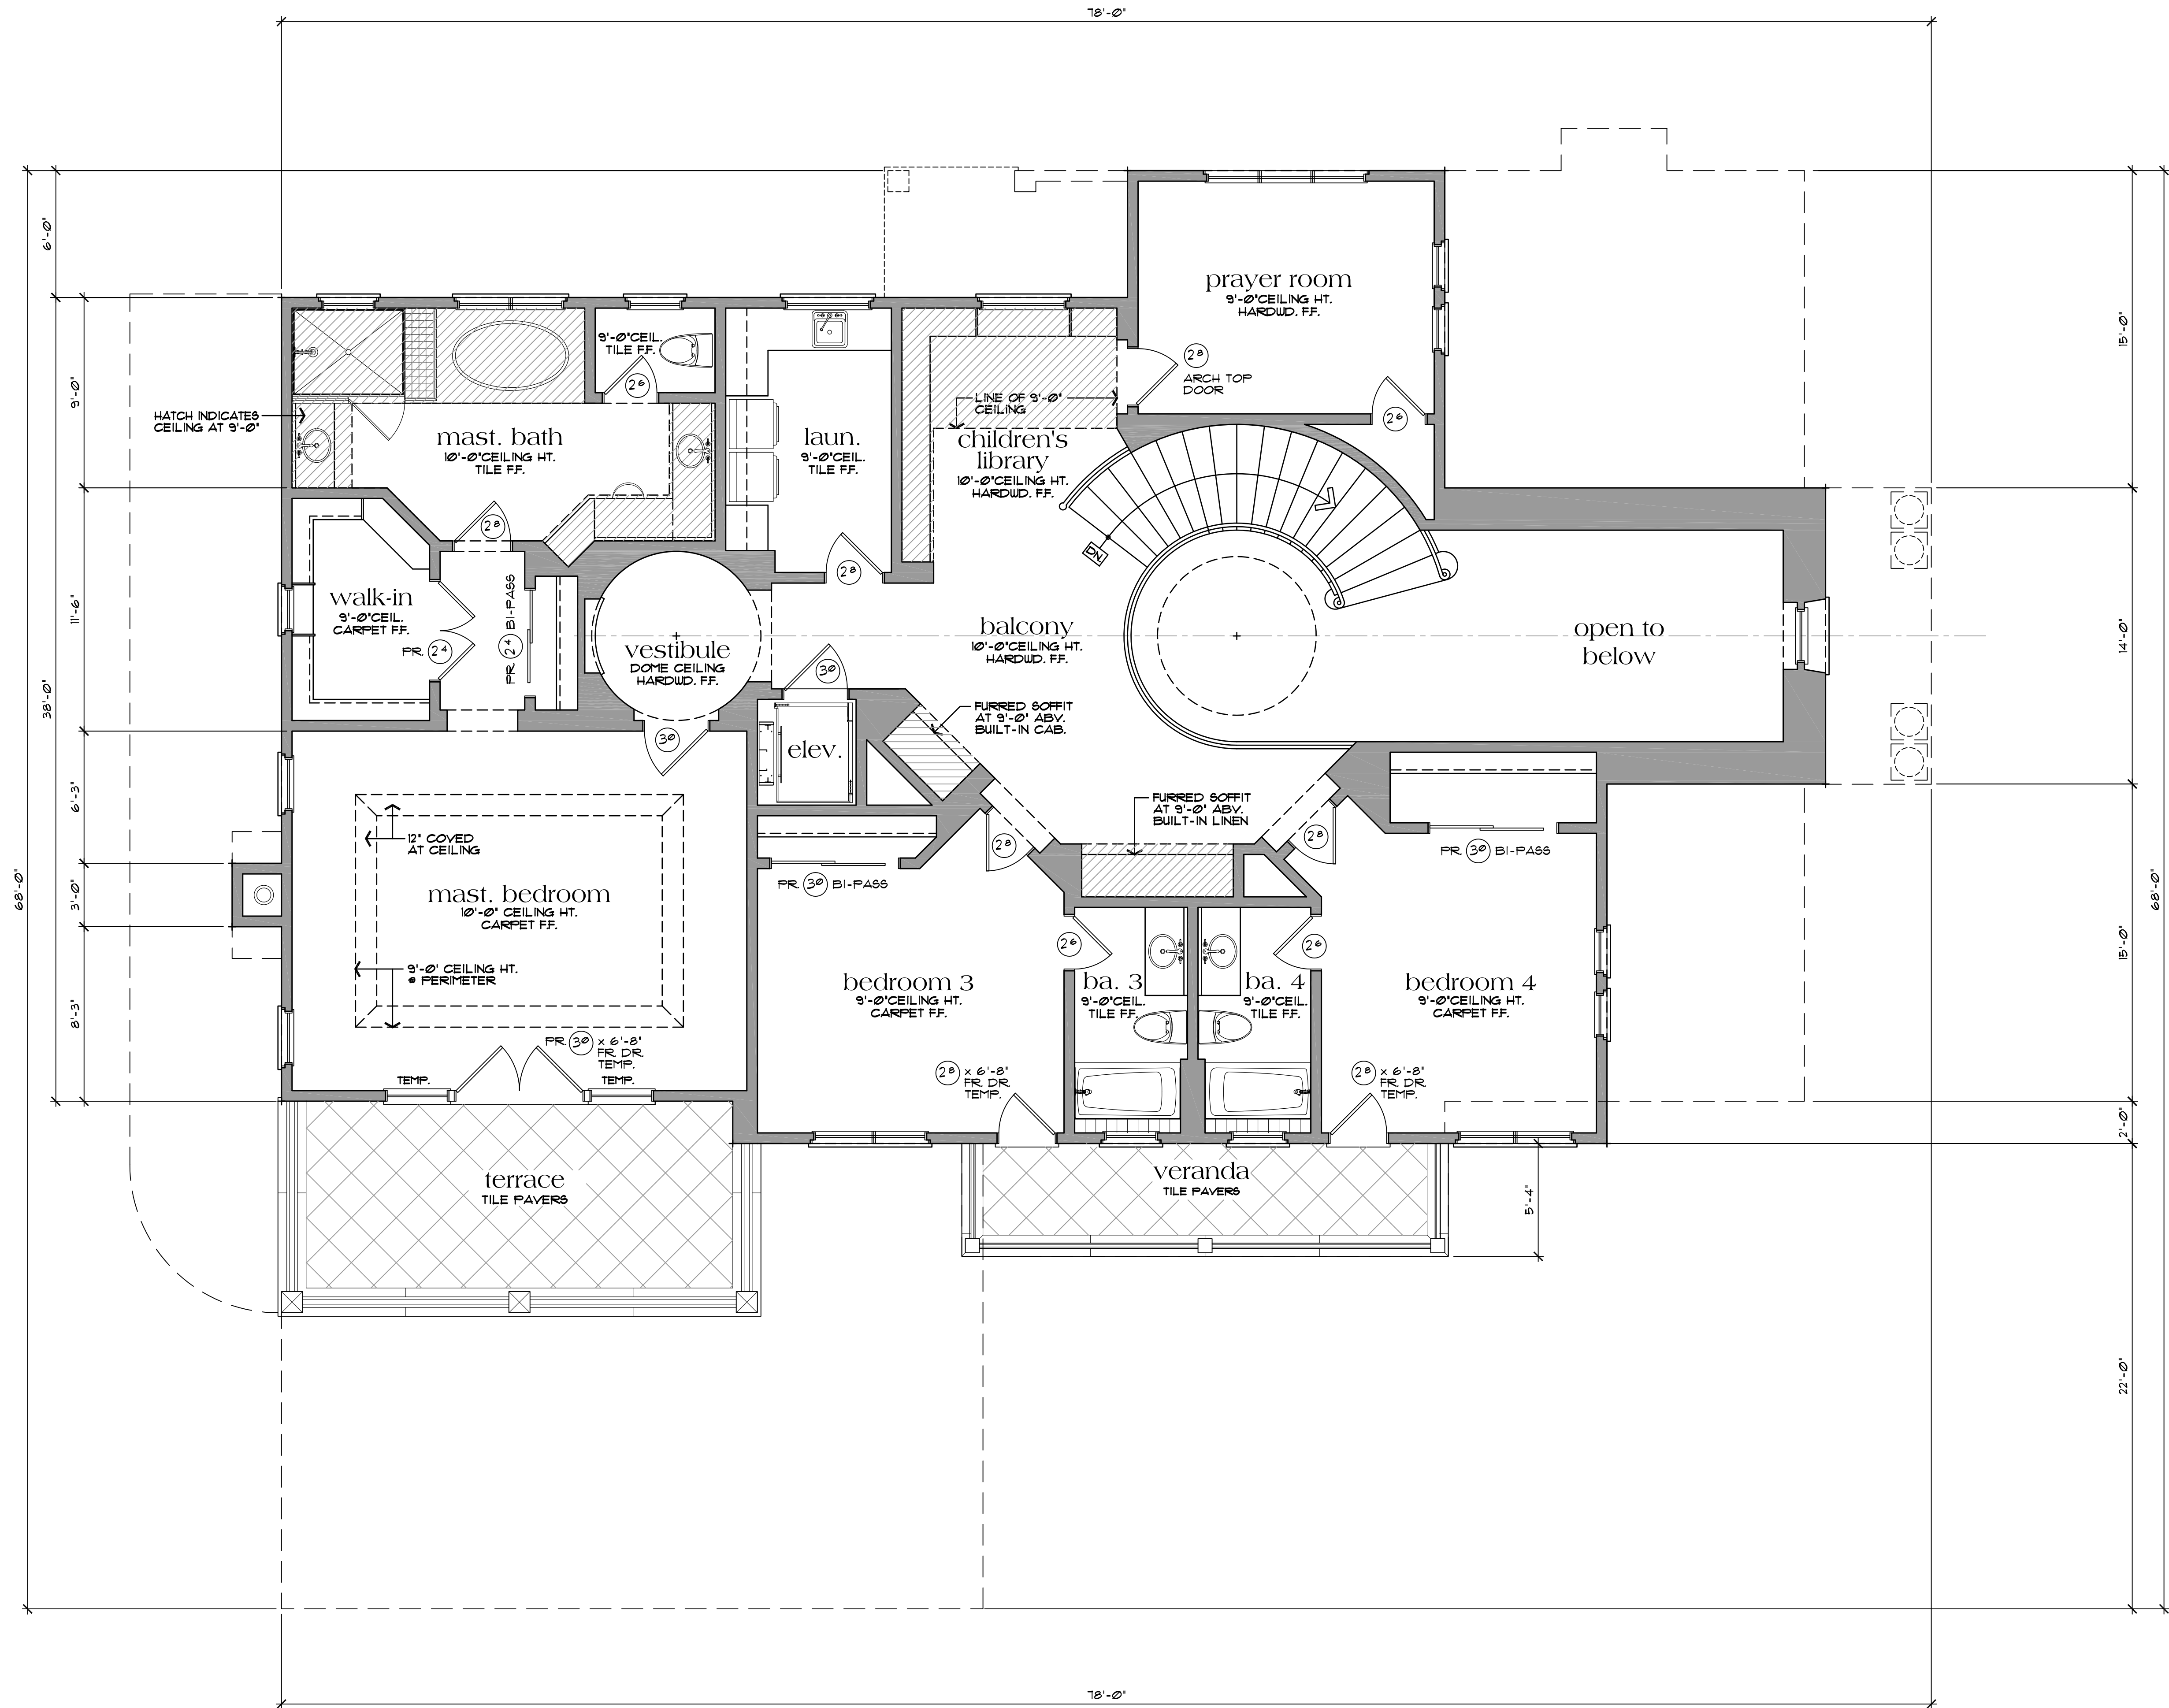 78'-0"
6'-0"
9'-0"
11'-6"
38'-0"
6'-3"
3'-0"
8'-3"
68'-0"
HATCH INDICATES
CEILING AT 9'-0"
mast. bath
10'-0"CEILING HT.
TILE F.F.
9'-0"CEIL.
TILE F.F.
26
laun.
9'-0"CEIL.
TILE F.F.
28
LINE OF 9'-0"
CEILING
children's
library
10'-0"CEILING HT.
HARDWD. F.F.
prayer room
9'-0"CEILING HT.
HARDWD. F.F.
28
ARCH TOP
DOOR
26
DN.
28
walk-in
9'-0"CEIL.
CARPET F.F.
PR. 24
PR. 24 BI-PASS
vestibule
DOME CEILING
HARDWD. F.F.
30
30
balcony
10'-0"CEILING HT.
HARDWD. F.F.
open to
below
elev.
FURRED SOFFIT
AT 9'-0" ABV.
BUILT-IN CAB.
FURRED SOFFIT
AT 9'-0" ABV.
BUILT-IN LINEN
12" COVED
AT CEILING
mast. bedroom
10'-0" CEILING HT.
CARPET F.F.
9'-0' CEILING HT.
@ PERIMETER
PR. 30 x 6'-8"
FR. DR.
TEMP.
TEMP.
TEMP.
PR. 30 BI-PASS
28
28
PR. 30 BI-PASS
bedroom 3
9'-0"CEILING HT.
CARPET F.F.
26
ba. 3
9'-0"CEIL.
TILE F.F.
26
ba. 4
9'-0"CEIL.
TILE F.F.
bedroom 4
9'-0"CEILING HT.
CARPET F.F.
28 x 6'-8"
FR. DR.
TEMP.
28 x 6'-8"
FR. DR.
TEMP.
terrace
TILE PAVERS
veranda
TILE PAVERS
5'-4"
15'-0"
14'-0"
15'-0"
2'-0"
22'-0"
68'-0"
78'-0"